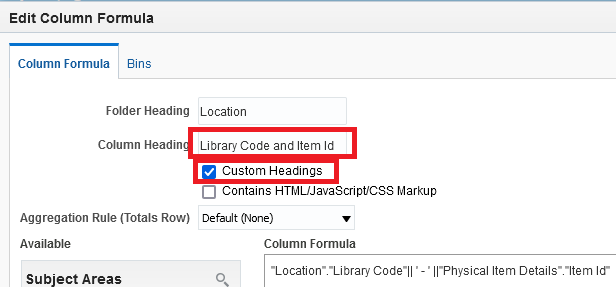 Edit Column Formula
Column Formula Bins
Folder Heading Location
Column Heading Library Code and Item Id
Custom Headings
Contains HTML/JavaScript/CSS Markup
Aggregation Rule (Totals Row) Default (None)
Available Column Formula
Subject Areas "Location"."Library Code"|| ' - ' ||"Physical Item Details"."Item Id"